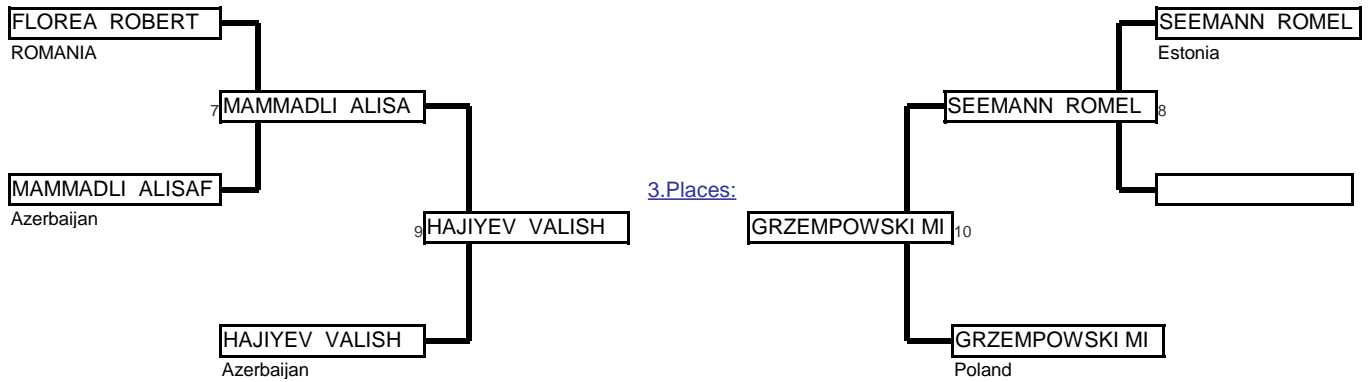 FLOREA ROBERT
ROMANIA
7 MAMMADLI ALISA
MAMMADLI ALISAF
Azerbaijan
9 HAJIYEV VALISH
HAJIYEV VALISH
Azerbaijan
3.Places:
SEEMANN ROMEL
Estonia
SEEMANN ROMEL 8
GRZEMPOWSKI MI 10
GRZEMPOWSKI MI
Poland